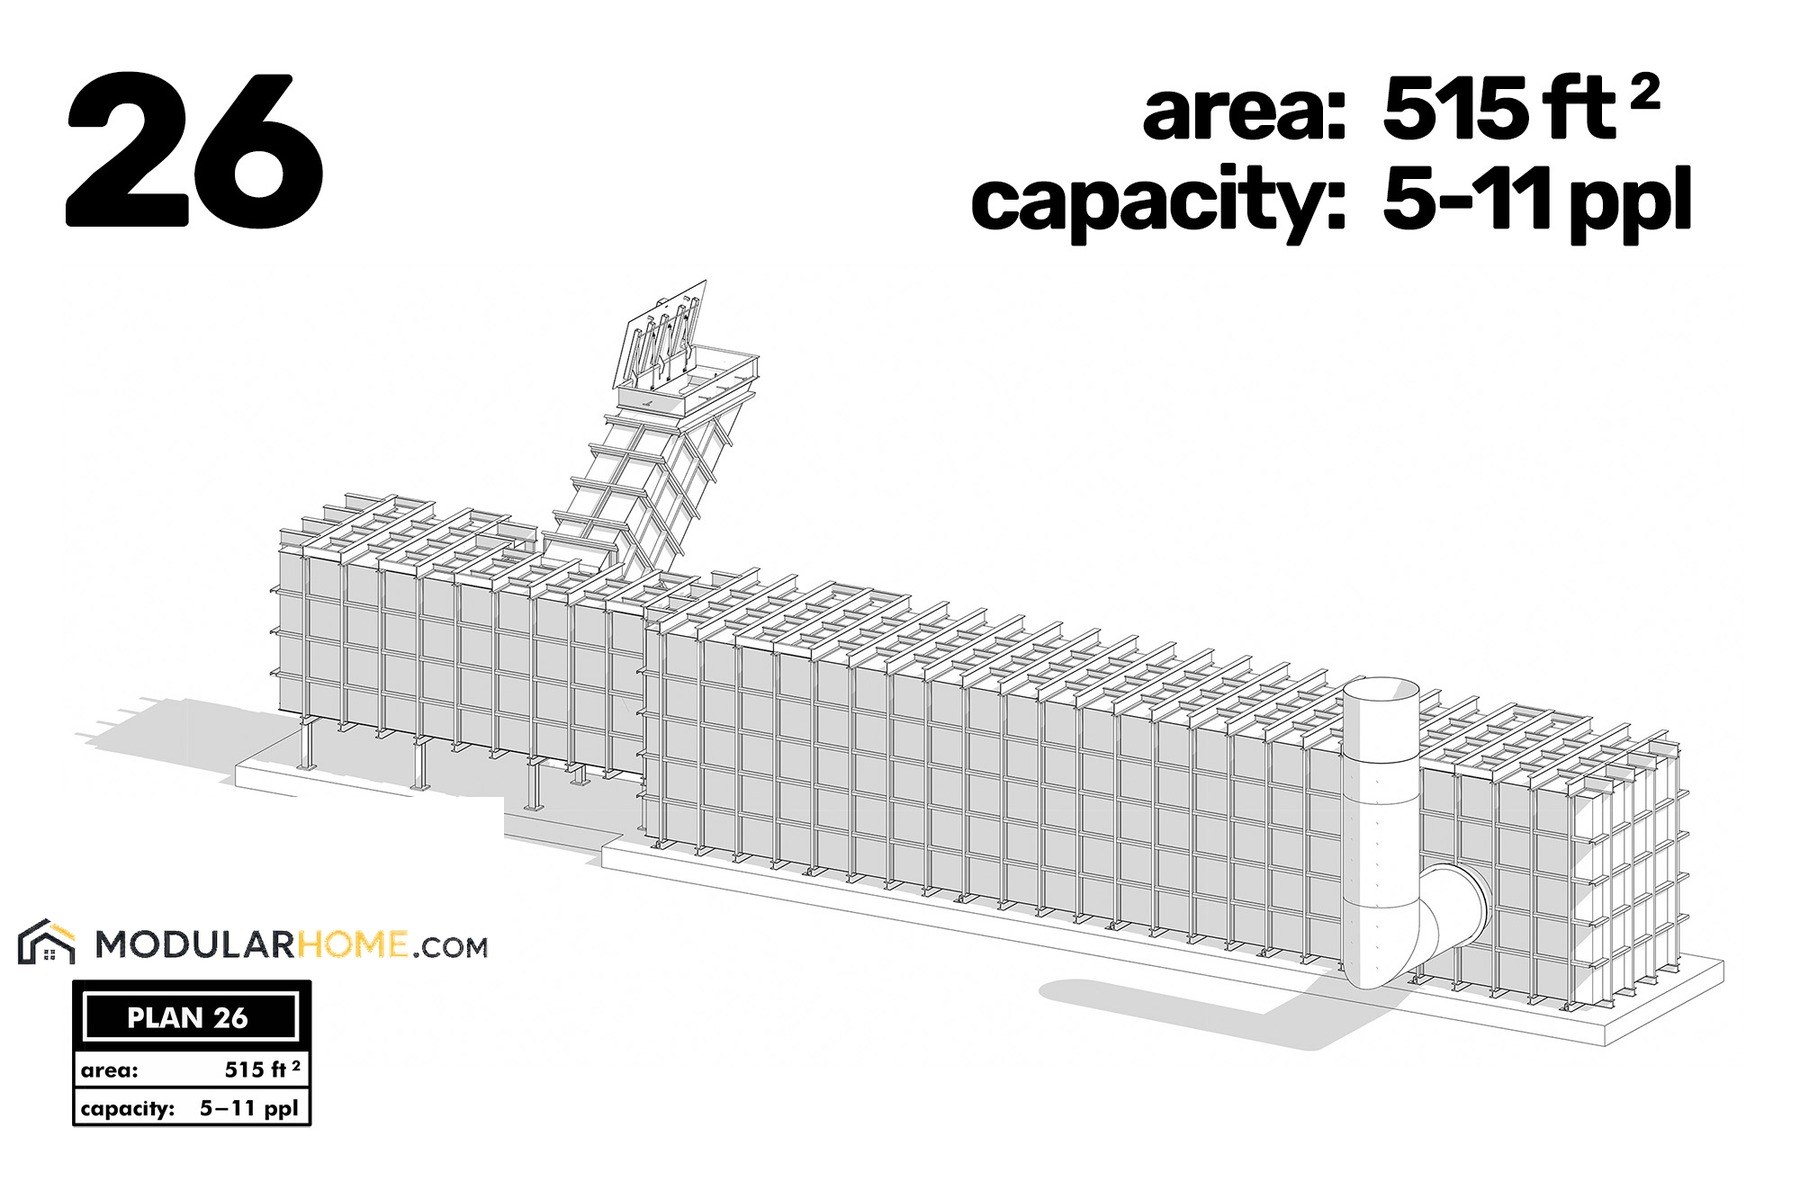 26
area: 515 ft²
capacity: 5-11 ppl
MODULARHOME.COM
PLAN 26
area: 515 ft²
capacity: 5-11 ppl